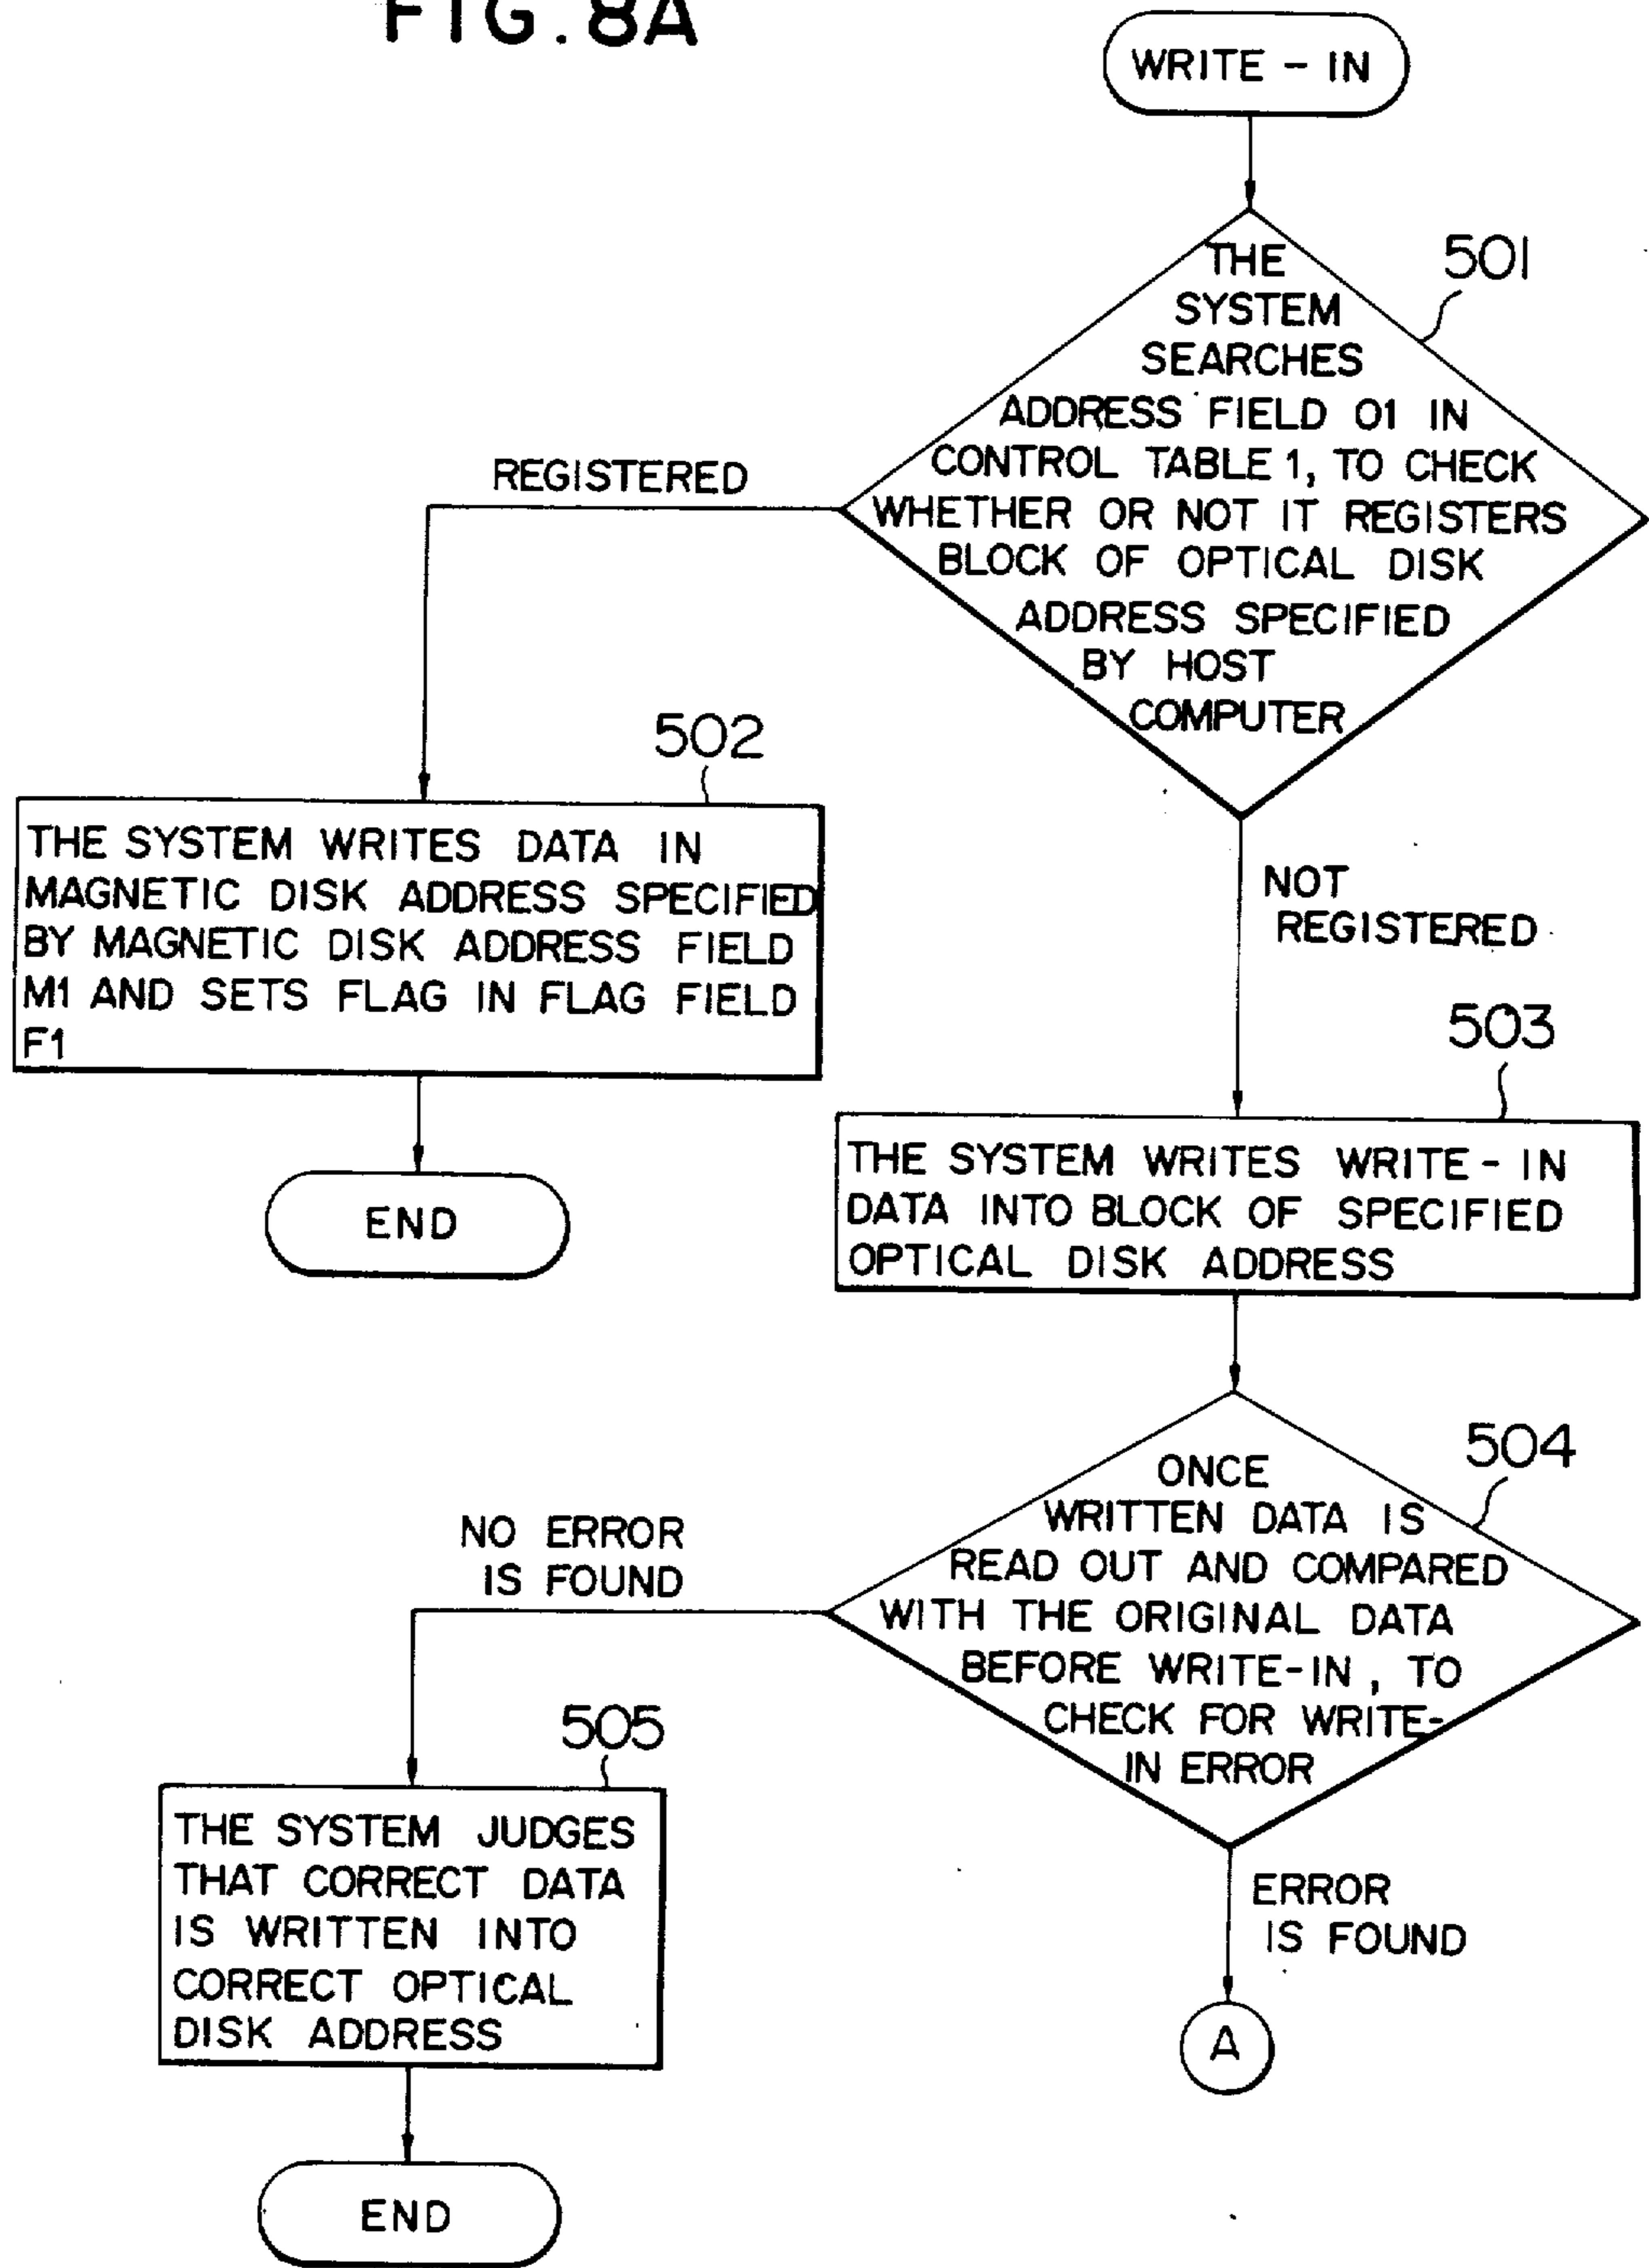 FIG. 8A
WRITE - IN
501
THE
SYSTEM
SEARCHES
ADDRESS FIELD 01 IN
CONTROL TABLE 1, TO CHECK
WHETHER OR NOT IT REGISTERS
BLOCK OF OPTICAL DISK
ADDRESS SPECIFIED
BY HOST
COMPUTER
REGISTERED
502
THE SYSTEM WRITES DATA IN
MAGNETIC DISK ADDRESS SPECIFIED
BY MAGNETIC DISK ADDRESS FIELD
M1 AND SETS FLAG IN FLAG FIELD
F1
END
NOT
REGISTERED
503
THE SYSTEM WRITES WRITE - IN
DATA INTO BLOCK OF SPECIFIED
OPTICAL DISK ADDRESS
504
ONCE
WRITTEN DATA IS
READ OUT AND COMPARED
WITH THE ORIGINAL DATA
BEFORE WRITE-IN, TO
CHECK FOR WRITE-
IN ERROR
NO ERROR
IS FOUND
505
THE SYSTEM JUDGES
THAT CORRECT DATA
IS WRITTEN INTO
CORRECT OPTICAL
DISK ADDRESS
END
ERROR
IS FOUND
A